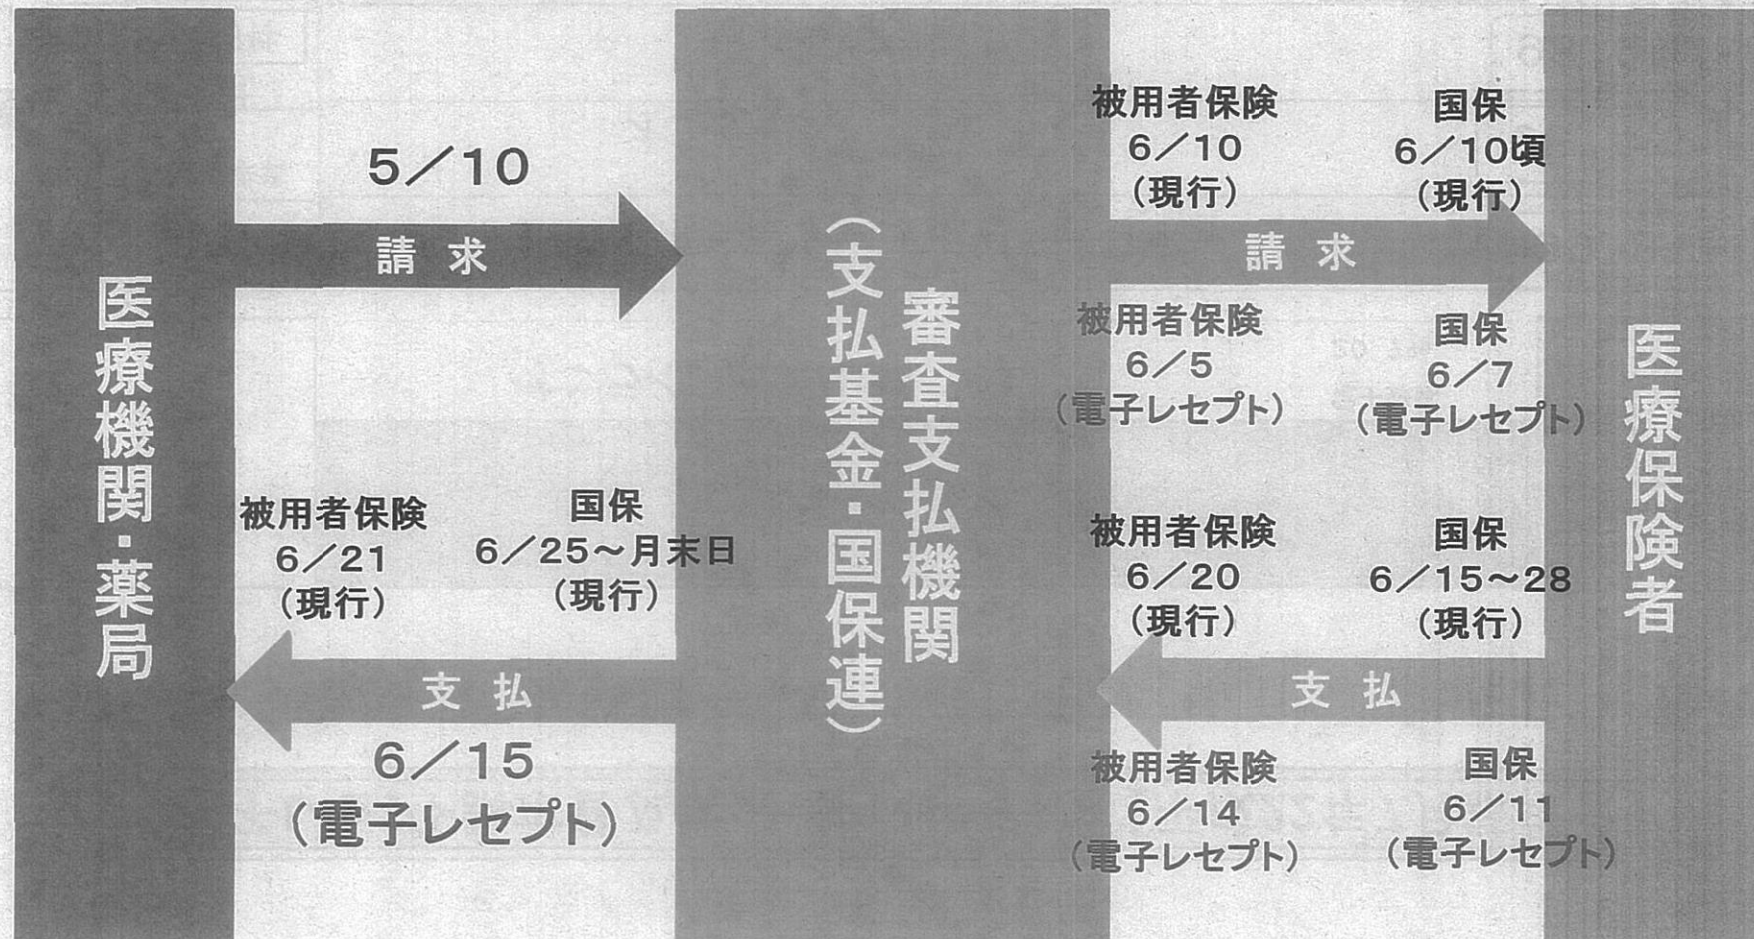 医療機関・薬局
5／10
請 求
被用者保険
6／21
（現行）
国保
6／25～月末日
（現行）
支 払
6／15
（電子レセプト）
審査支払機関
（支払基金・国保連）
被用者保険
6／10
（現行）
国保
6／10頃
（現行）
請 求
被用者保険
6／5
（電子レセプト）
国保
6／7
（電子レセプト）
被用者保険
6／20
（現行）
国保
6／15～28
（現行）
支 払
被用者保険
6／14
（電子レセプト）
国保
6／11
（電子レセプト）
医療保険者